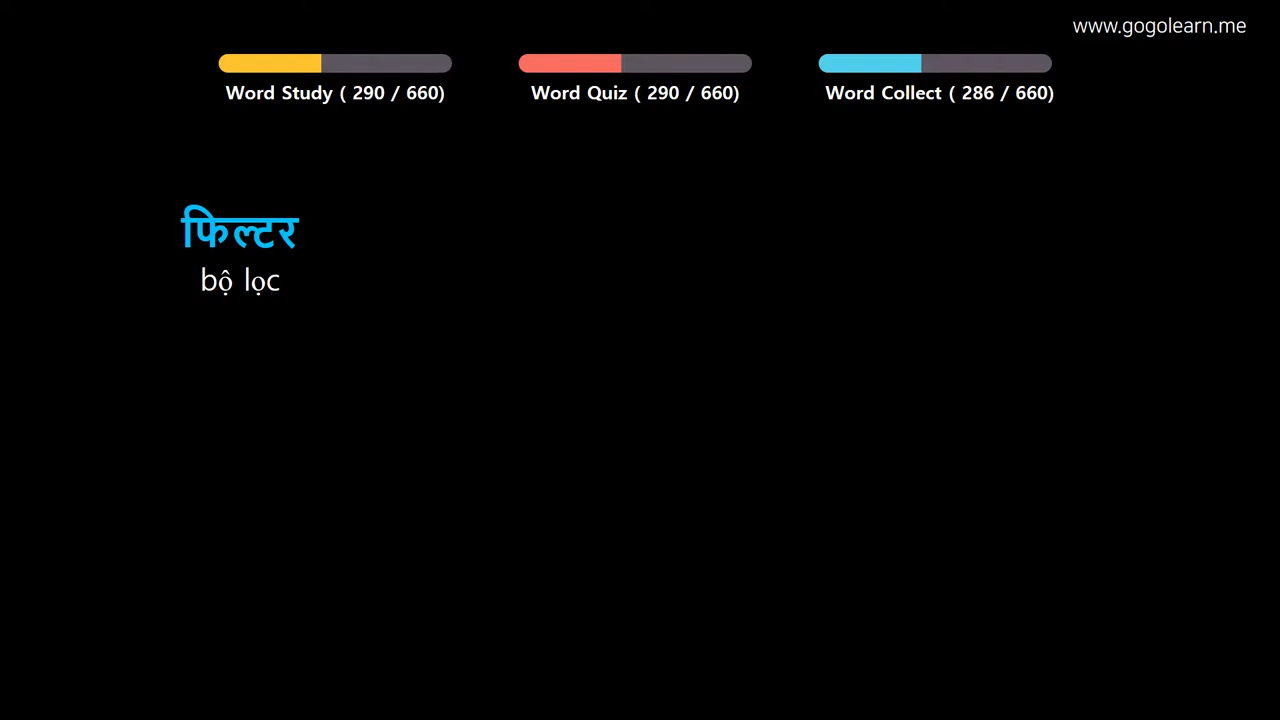 www.gogolearn.me
Word Study ( 290 / 660)
Word Quiz ( 290 / 660)
Word Collect ( 286 / 660)
फिल्टर
bộ lọc